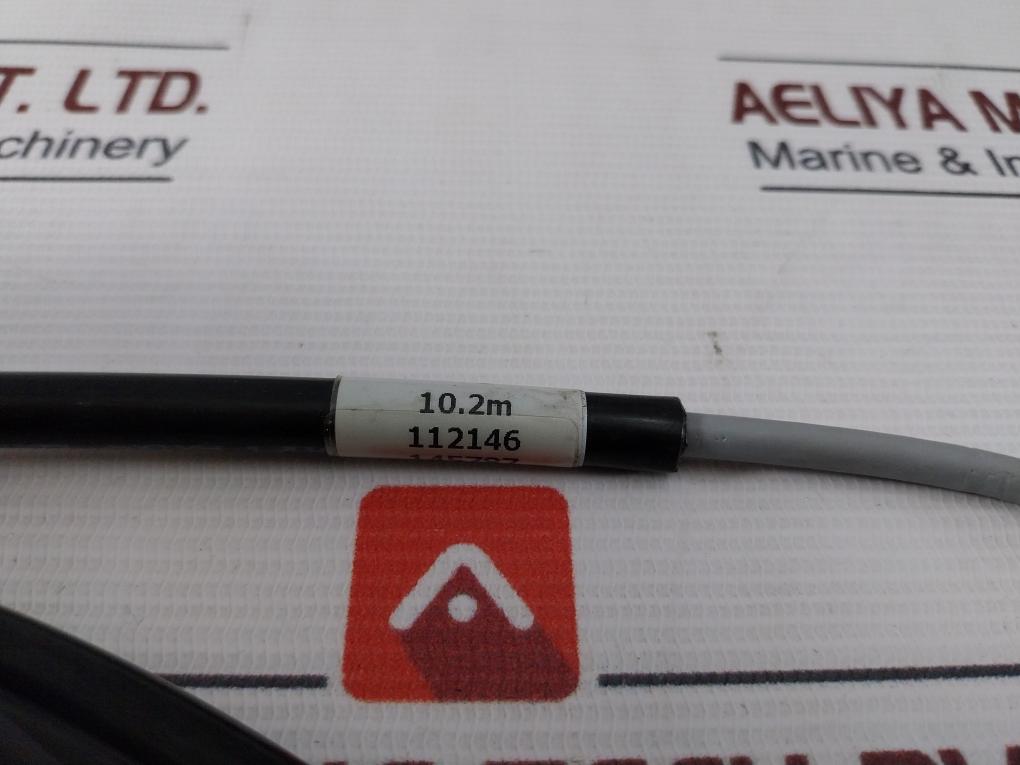 T. LTD.
chinery
AELIYA M
Marine & In
10.2m
112146